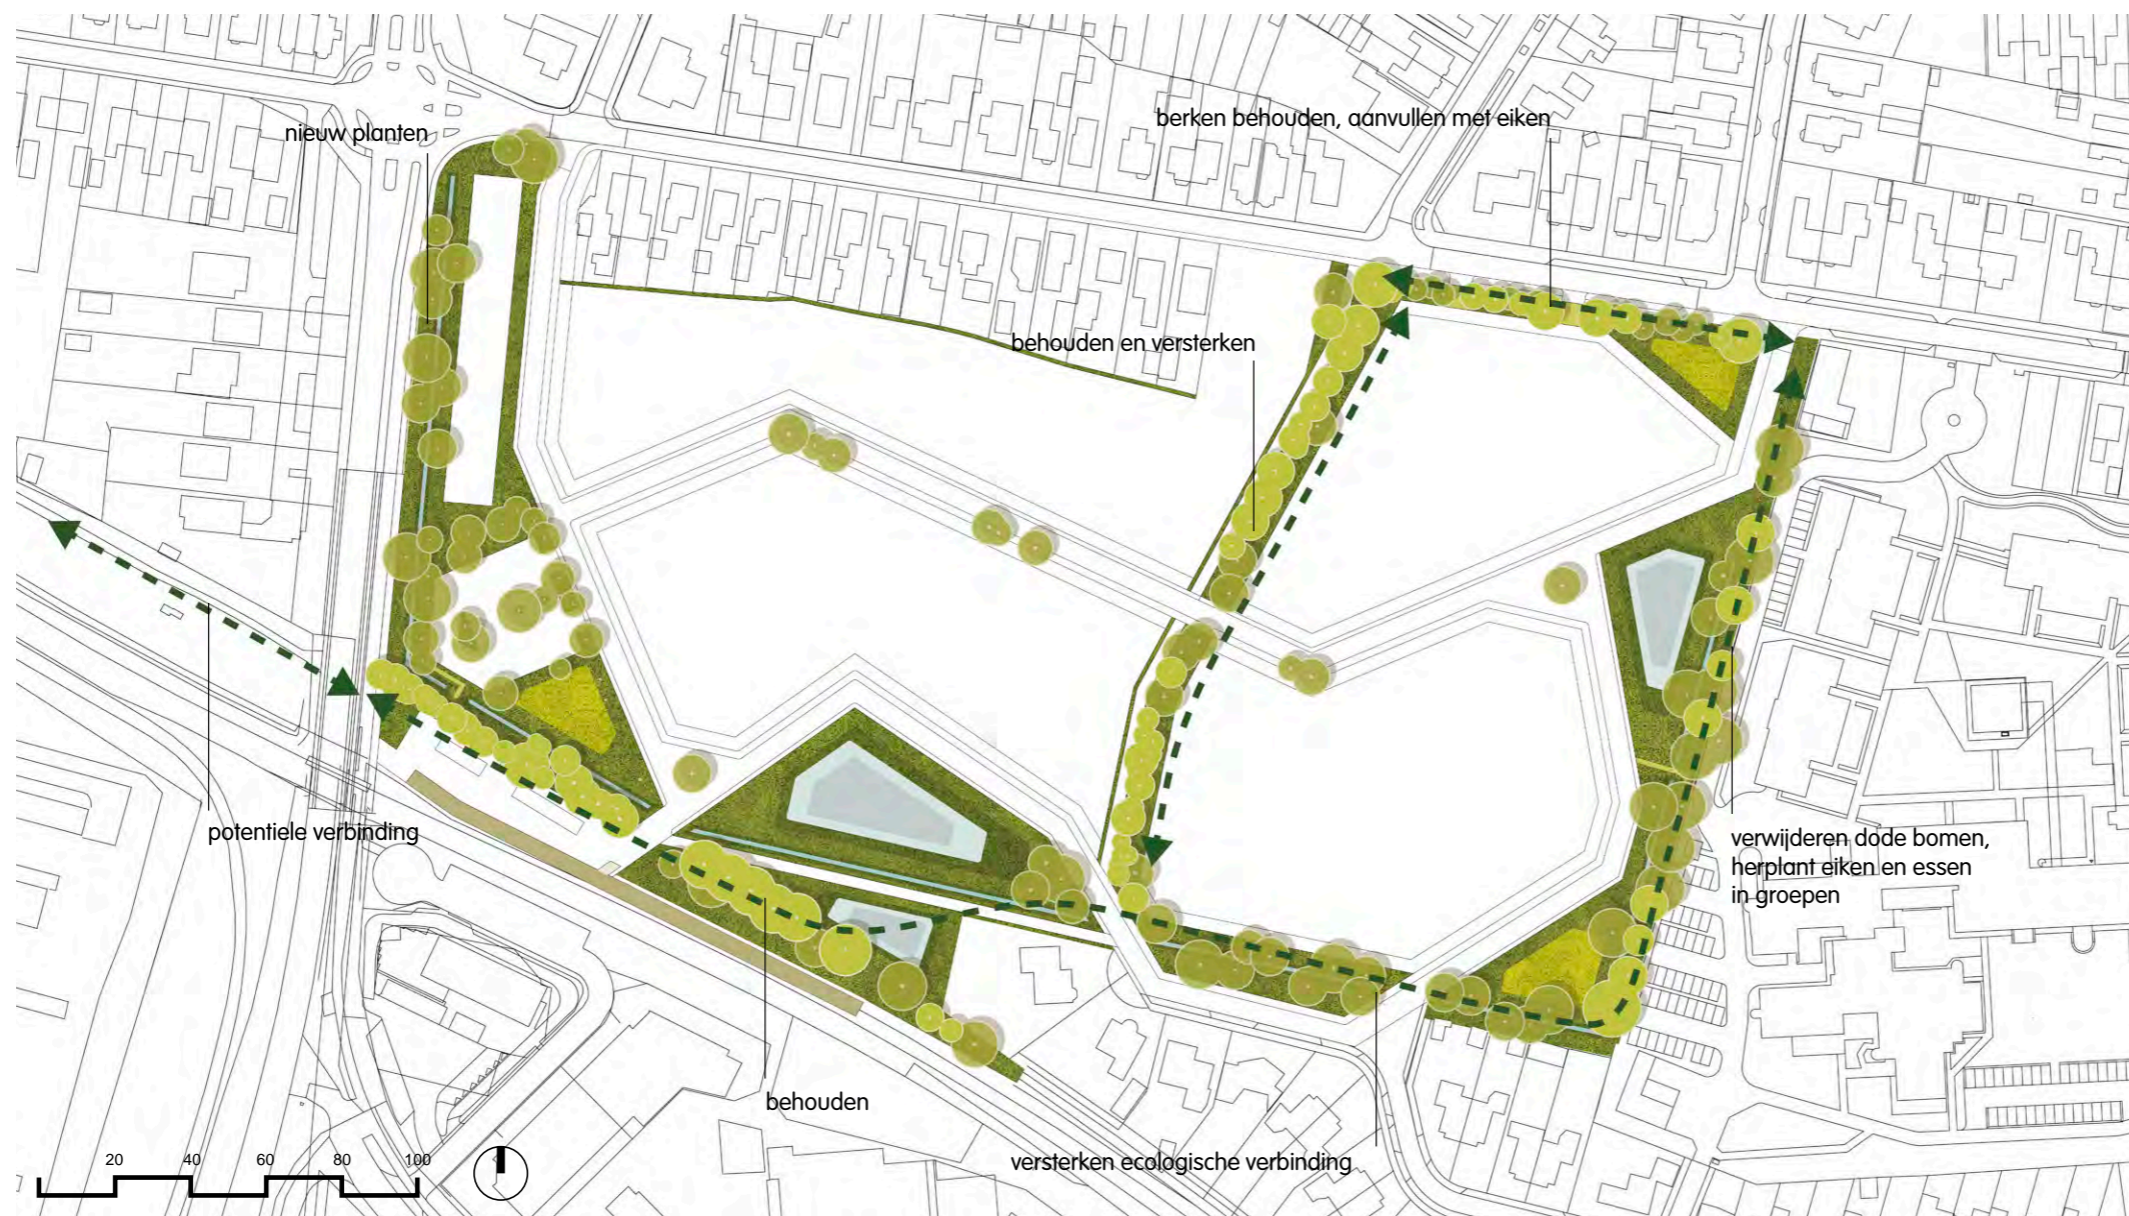 berken behouden, aanvullen met eiken
nieuw planten
behouden en versterken
potentiele verbinding
verwijderen dode bomen,
herplant eiken en essen
in groepen
behouden
versterken ecologische verbinding
20 40 60 80 100